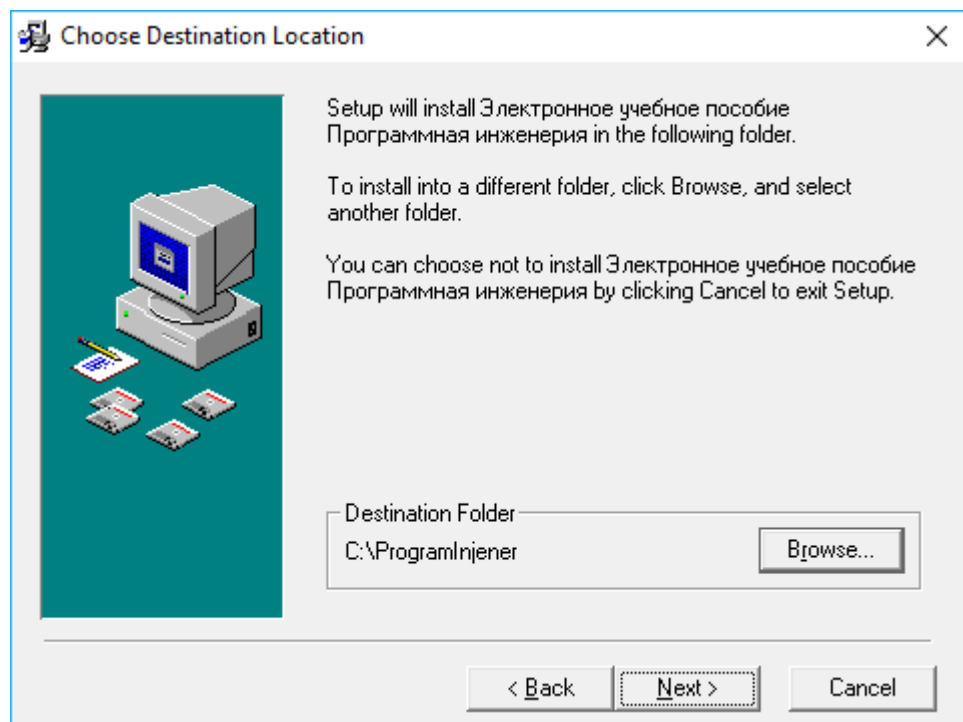 Choose Destination Location
Setup will install Электронное учебное пособие
Программная инженерия in the following folder.
To install into a different folder, click Browse, and select
another folder.
You can choose not to install Электронное учебное пособие
Программная инженерия by clicking Cancel to exit Setup.
Destination Folder
C:\ProgramInjener
Browse...
< Back
Next >
Cancel